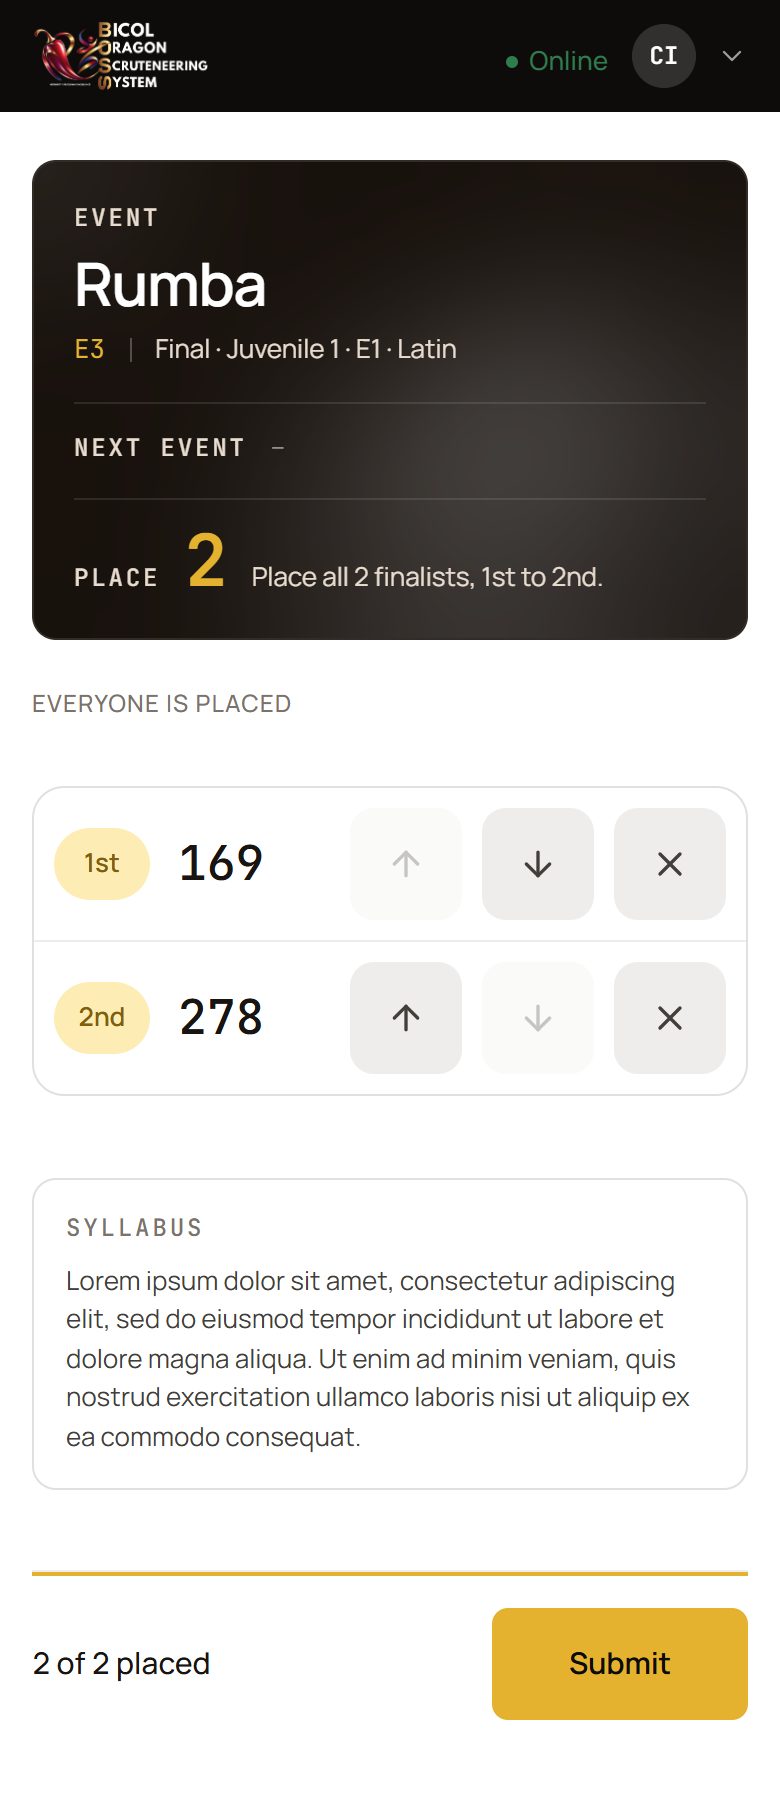 BICOL
DRAGON
SCRUTENEERING
SYSTEM
Online
CI
EVENT
Rumba
E3 | Final · Juvenile 1 · E1 · Latin
NEXT EVENT –
PLACE 2 Place all 2 finalists, 1st to 2nd.
EVERYONE IS PLACED
1st 169
2nd 278
SYLLABUS
Lorem ipsum dolor sit amet, consectetur adipiscing
elit, sed do eiusmod tempor incididunt ut labore et
dolore magna aliqua. Ut enim ad minim veniam, quis
nostrud exercitation ullamco laboris nisi ut aliquip ex
ea commodo consequat.
2 of 2 placed
Submit